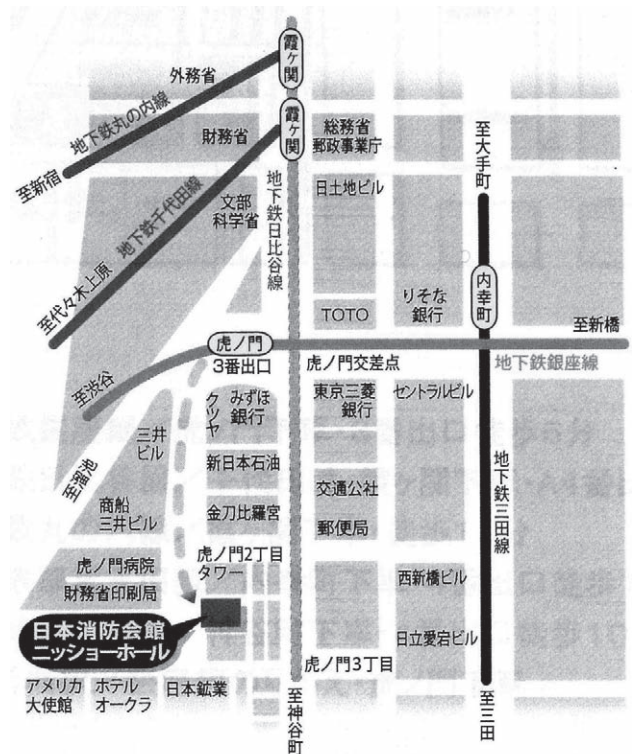 霞ヶ関
外務省
地下鉄丸の内線
霞ヶ関
財務省
総務省
郵政事業庁
至大手町
至新宿
日土地ビル
地下鉄千代田線
文部
科学省
地下鉄日比谷線
内幸町
至代々木上原
TOTO
りそな
銀行
至新橋
虎ノ門
3番出口
虎ノ門交差点
地下鉄銀座線
至渋谷
クツヤ
みずほ
銀行
東京三菱
銀行
セントラルビル
三井
ビル
新日本石油
至溜池
交通公社
地下鉄三田線
商船
三井ビル
金刀比羅宮
郵便局
虎ノ門病院
虎ノ門2丁目
タワー
西新橋ビル
財務省印刷局
日本消防会館
ニッショーホール
日立愛宕ビル
虎ノ門3丁目
アメリカ
大使館
ホテル
オークラ
日本鉱業
至神谷町
至三田